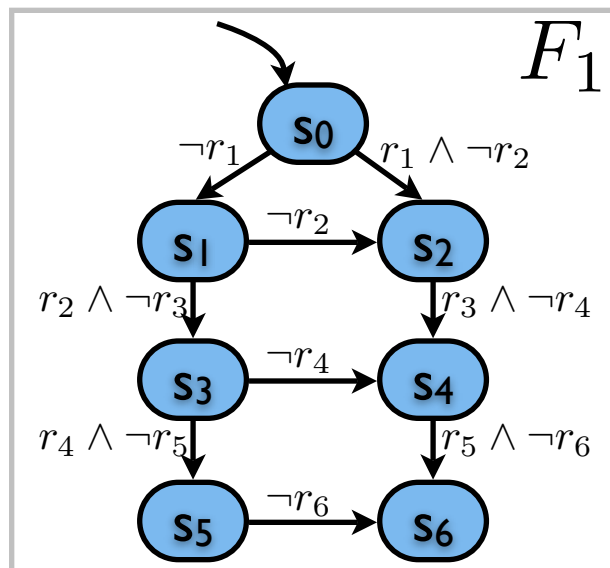 F₁
s₀
¬r₁ r₁ ∧ ¬r₂
s₁ ¬r₂ s₂
r₂ ∧ ¬r₃ r₃ ∧ ¬r₄
s₃ ¬r₄ s₄
r₄ ∧ ¬r₅ r₅ ∧ ¬r₆
s₅ ¬r₆ s₆